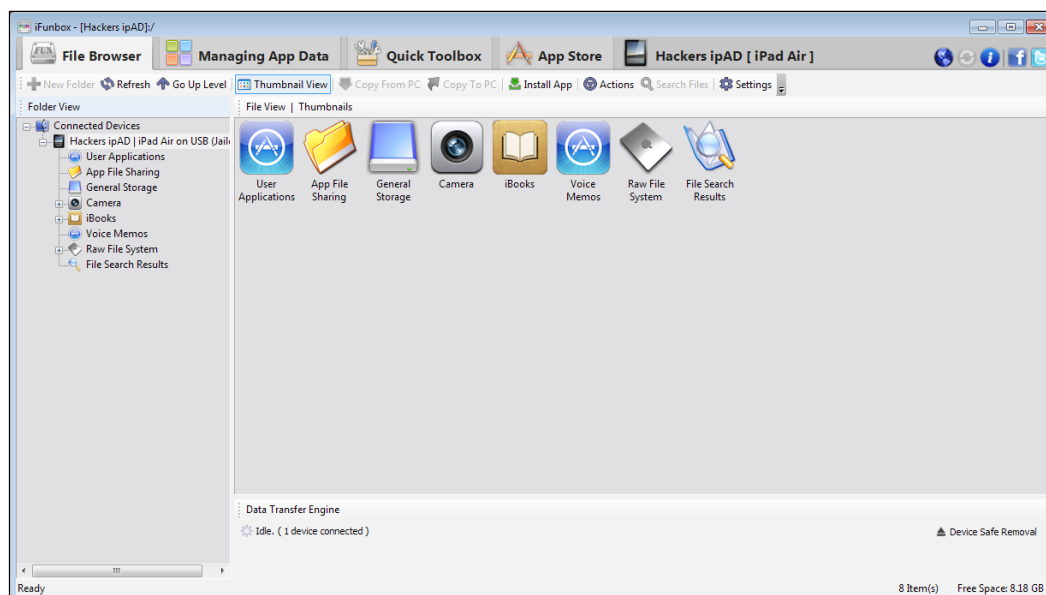 iFunbox - [Hackers ipAD]:/
FUN File Browser Managing App Data Quick Toolbox App Store Hackers ipAD [ iPad Air ]
New Folder Refresh Go Up Level Thumbnail View Copy From PC Copy To PC Install App Actions Search Files Settings
Folder View
File View | Thumbnails
Connected Devices
Hackers ipAD | iPad Air on USB (Jail
User Applications
App File Sharing
General Storage
Camera
iBooks
Voice Memos
Raw File System
File Search Results
User Applications
App File Sharing
General Storage
Camera
iBooks
Voice Memos
Raw File System
File Search Results
Data Transfer Engine
Idle. ( 1 device connected )
Device Safe Removal
Ready
8 Item(s) Free Space: 8.18 GB